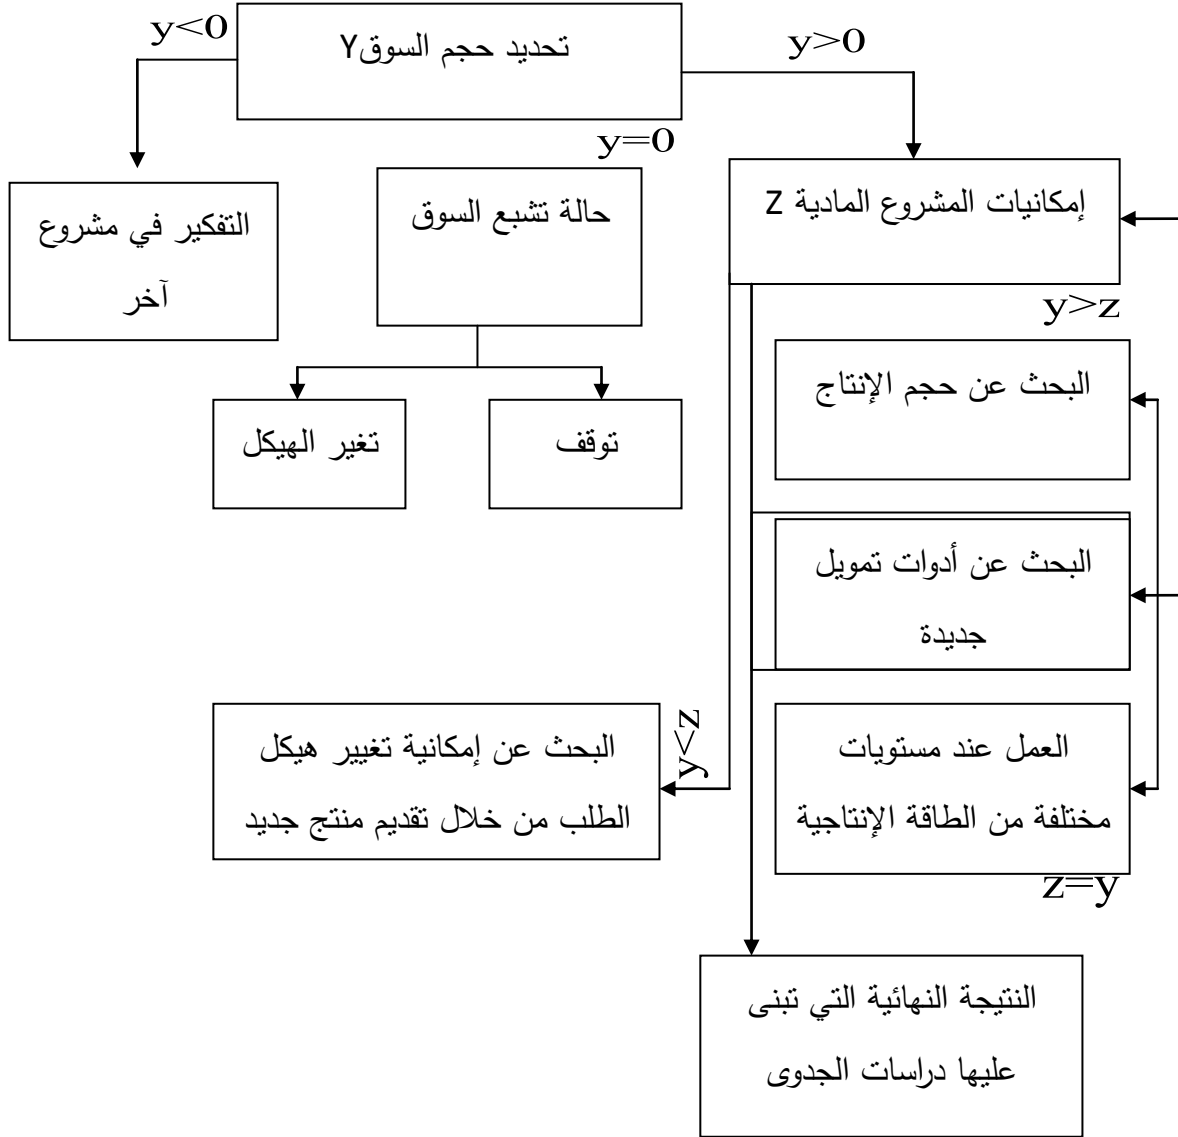 y<0
تحديد حجم السوقY
y>0
y=0
إمكانيات المشروع المادية Z
حالة تشبع السوق
التفكير في مشروع
آخر
y>z
البحث عن حجم الإنتاج
توقف
تغير الهيكل
البحث عن أدوات تمويل
جديدة
y<z
العمل عند مستويات
مختلفة من الطاقة الإنتاجية
البحث عن إمكانية تغيير هيكل
الطلب من خلال تقديم منتج جديد
z=y
النتيجة النهائية التي تبنى
عليها دراسات الجدوى